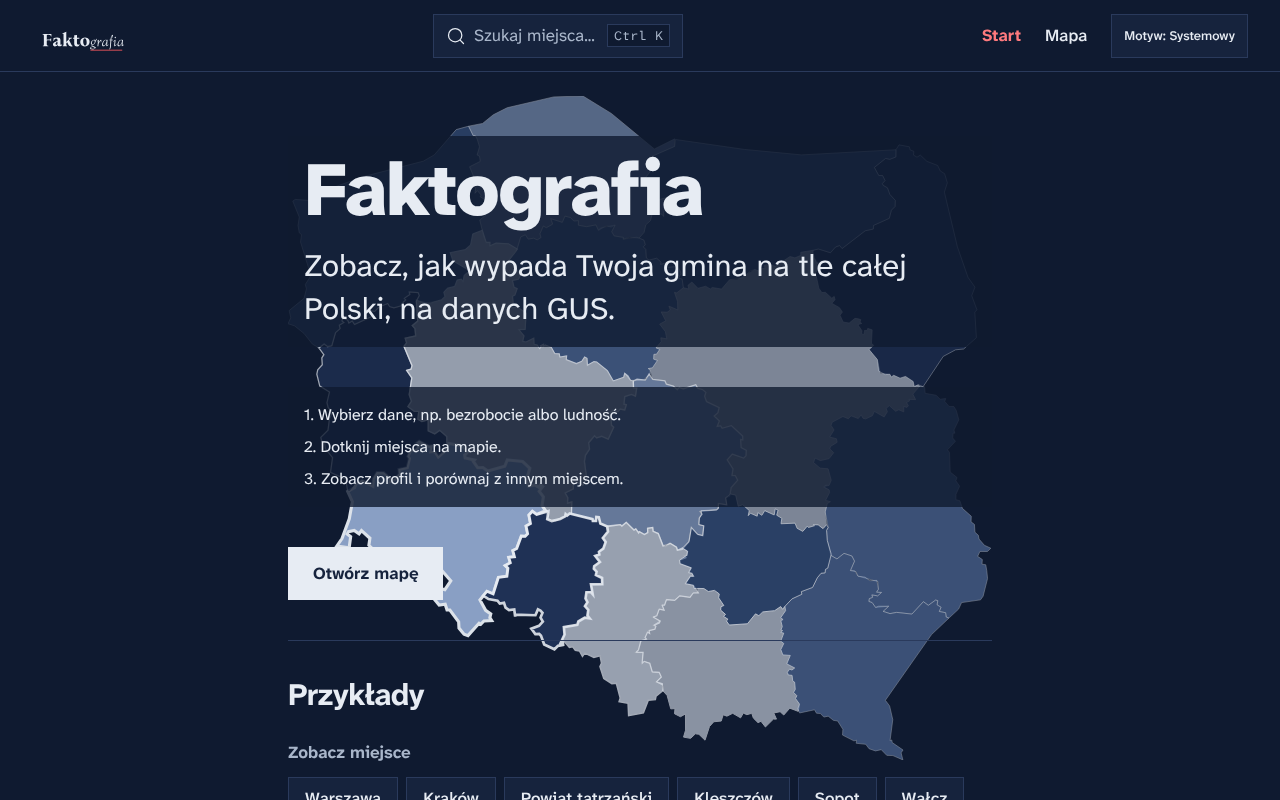 Faktografia
Szukaj miejsca... Ctrl K
Start
Mapa
Motyw: Systemowy
Faktografia
Zobacz, jak wypada Twoja gmina na tle całej
Polski, na danych GUS.
1. Wybierz dane, np. bezrobocie albo ludność.
2. Dotknij miejsca na mapie.
3. Zobacz profil i porównaj z innym miejscem.
Otwórz mapę
Przykłady
Zobacz miejsce
Warszawa
Kraków
Powiat tatrzański
Kleszczów
Sopot
Wałcz